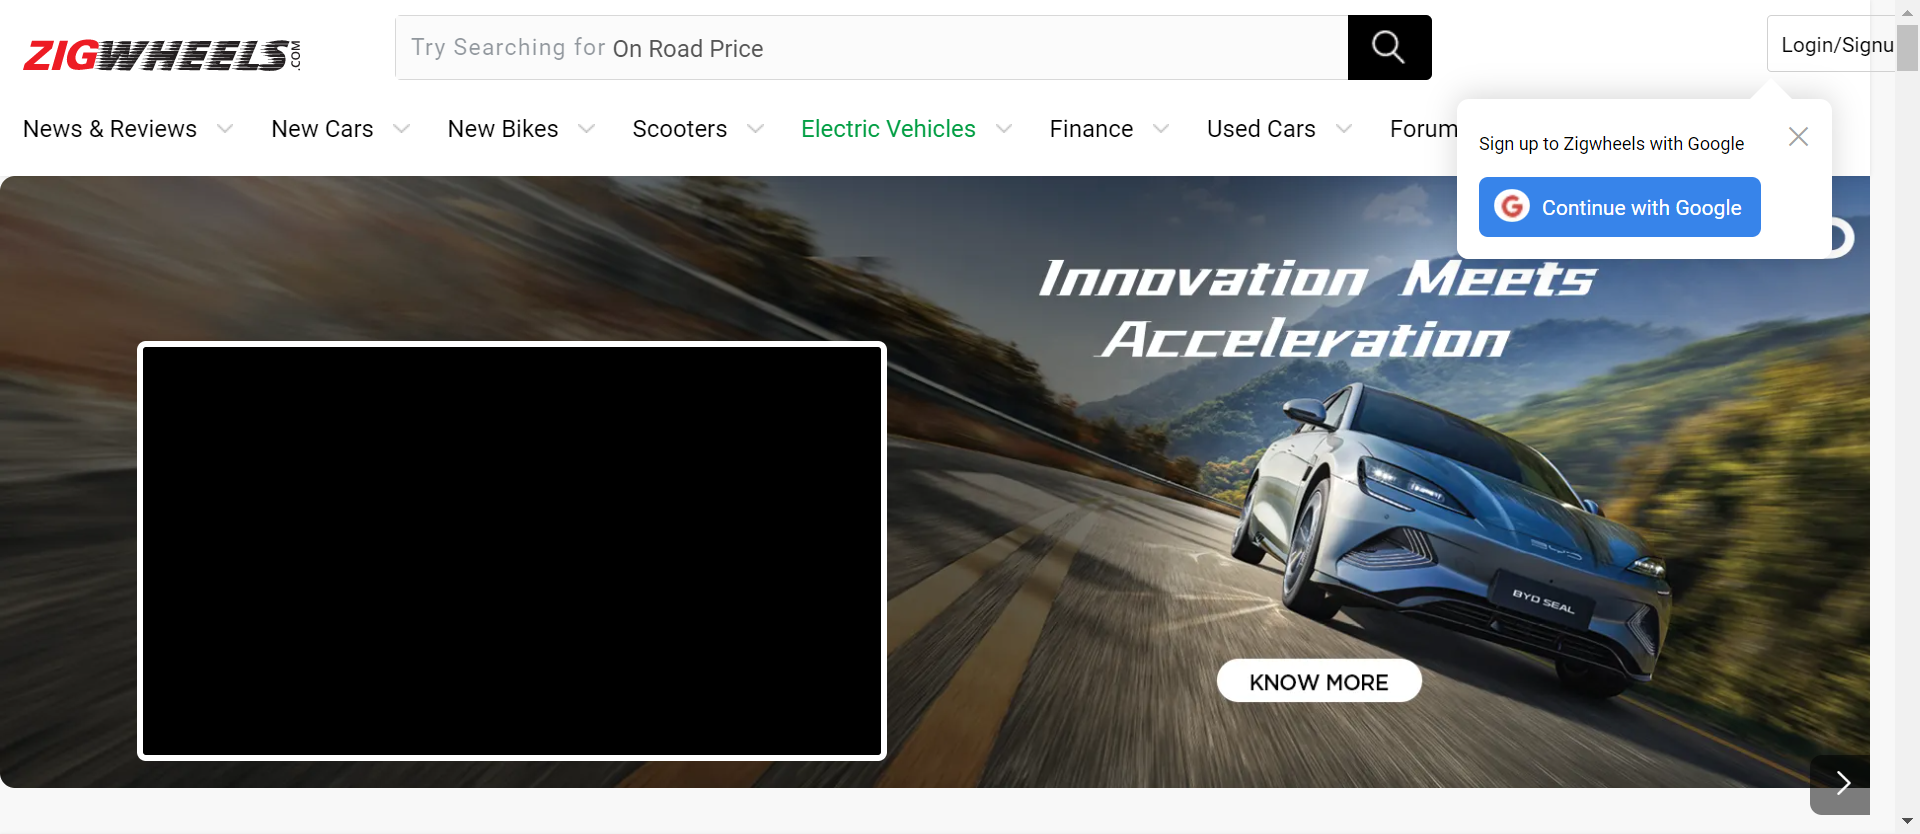 ZIGWHEELS.COM
Try Searching for On Road Price
Login/Signu
News & Reviews
New Cars
New Bikes
Scooters
Electric Vehicles
Finance
Used Cars
Forum
Sign up to Zigwheels with Google
G Continue with Google
Innovation Meets
Acceleration
BYD
BYD SEAL
KNOW MORE